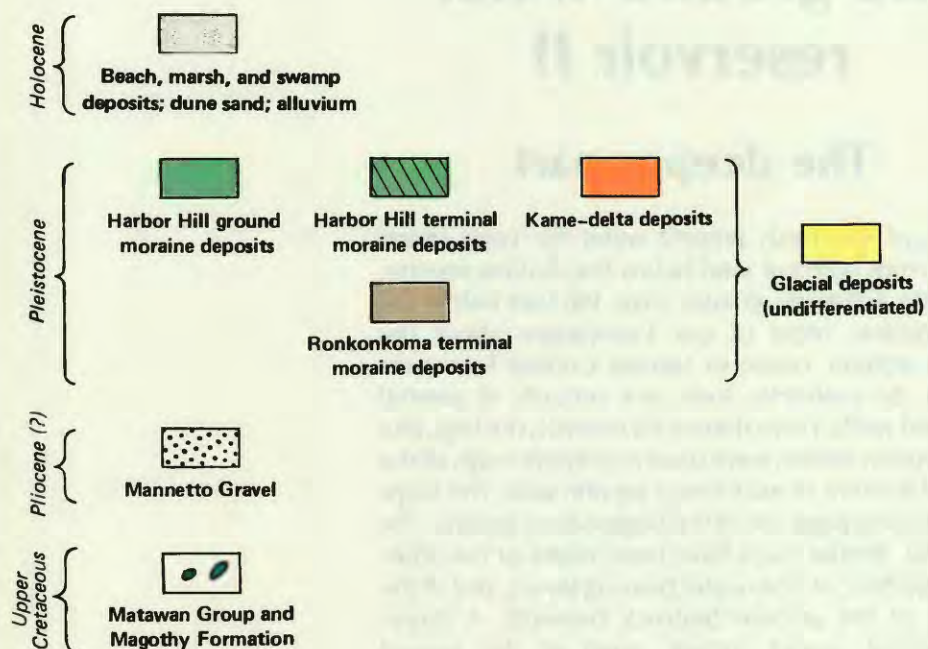 Holocene
Beach, marsh, and swamp
deposits; dune sand; alluvium
Pleistocene
Harbor Hill ground
moraine deposits
Harbor Hill terminal
moraine deposits
Kame-delta deposits
Ronkonkoma terminal
moraine deposits
Glacial deposits
(undifferentiated)
Pliocene (?)
Mannetto Gravel
Upper
Cretaceous
Matawan Group and
Magothy Formation